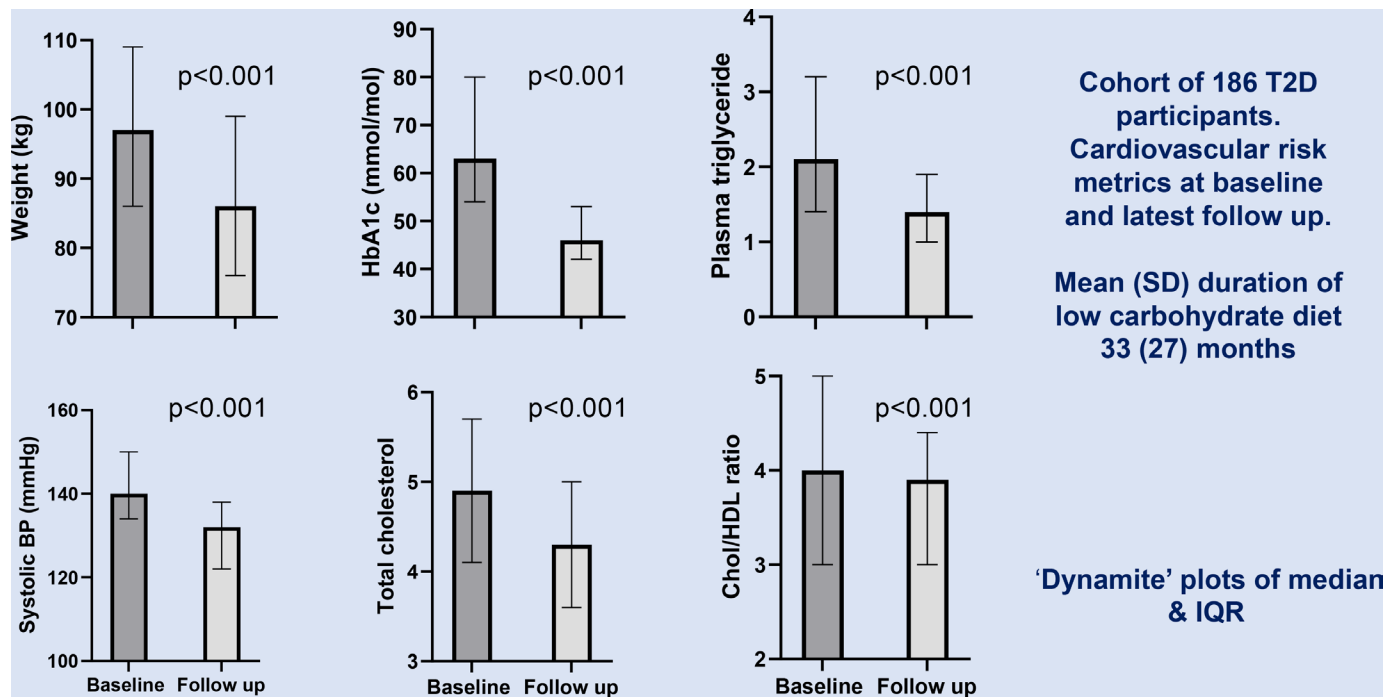 110
100
90
80
70
Weight (kg)
p<0.001
90
80
70
60
50
40
30
HbA1c (mmol/mol)
p<0.001
4
3
2
1
0
Plasma triglyceride
p<0.001
Cohort of 186 T2D
participants.
Cardiovascular risk
metrics at baseline
and latest follow up.
Mean (SD) duration of
low carbohydrate diet
33 (27) months
160
140
120
100
Systolic BP (mmHg)
p<0.001
Baseline Follow up
6
5
4
3
Total cholesterol
p<0.001
Baseline Follow up
5
4
3
2
Chol/HDL ratio
p<0.001
Baseline Follow up
‘Dynamite’ plots of median
& IQR